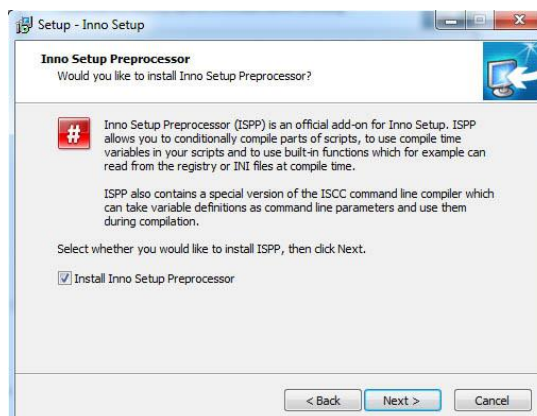 Setup - Inno Setup
Inno Setup Preprocessor
Would you like to install Inno Setup Preprocessor?
#
Inno Setup Preprocessor (ISPP) is an official add-on for Inno Setup. ISPP
allows you to conditionally compile parts of scripts, to use compile time
variables in your scripts and to use built-in functions which for example can
read from the registry or INI files at compile time.
ISPP also contains a special version of the ISCC command line compiler which
can take variable definitions as command line parameters and use them
during compilation.
Select whether you would like to install ISPP, then click Next.
Install Inno Setup Preprocessor
< Back Next > Cancel